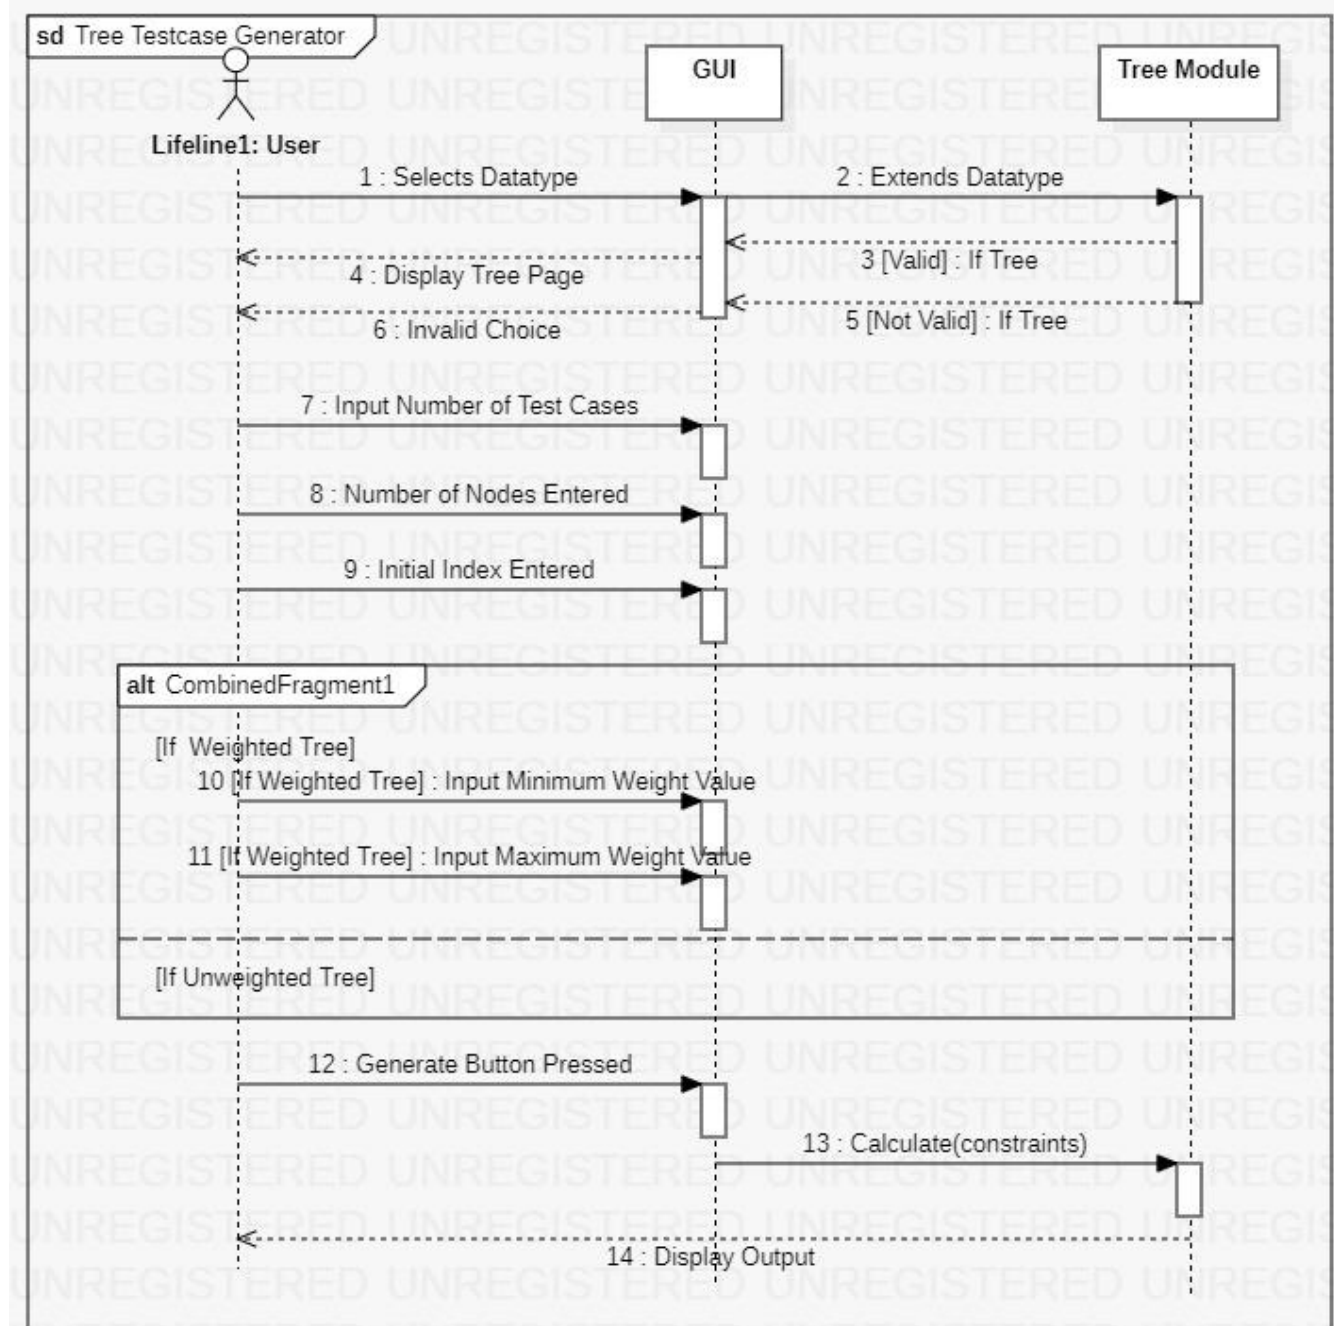 sd Tree Testcase Generator
GUI
Tree Module
Lifeline1: User
1 : Selects Datatype
2 : Extends Datatype
3 [Valid] : If Tree
4 : Display Tree Page
5 [Not Valid] : If Tree
6 : Invalid Choice
7 : Input Number of Test Cases
8 : Number of Nodes Entered
9 : Initial Index Entered
alt CombinedFragment1
[If Weighted Tree]
10 [If Weighted Tree] : Input Minimum Weight Value
11 [If Weighted Tree] : Input Maximum Weight Value
[If Unweighted Tree]
12 : Generate Button Pressed
13 : Calculate(constraints)
14 : Display Output
UNREGISTERED UNREGISTERED UNREGISTERED